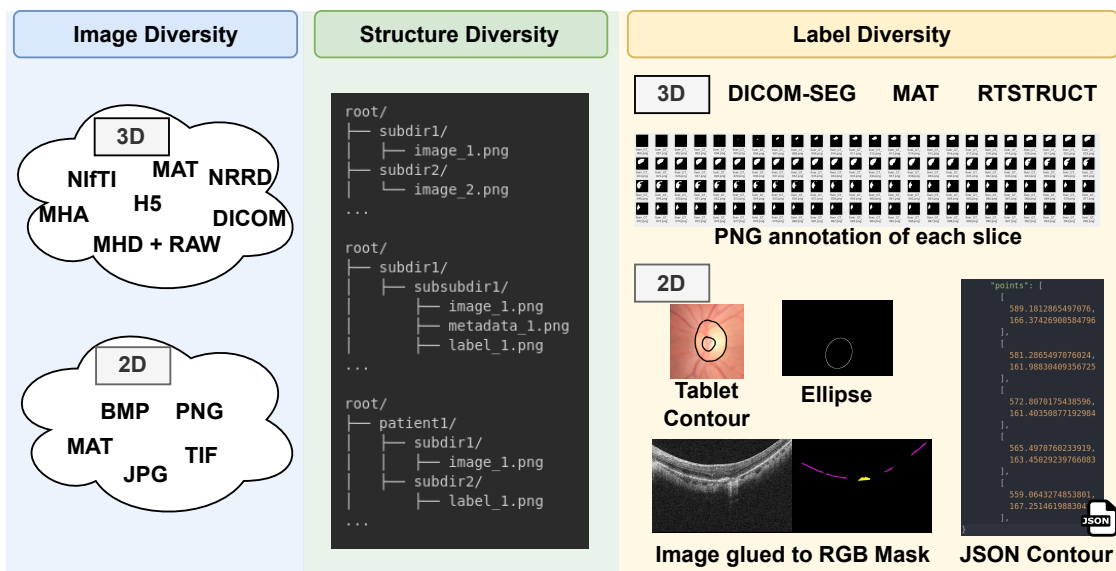 Image Diversity
Structure Diversity
Label Diversity
3D
NIfTI
MAT
NRRD
MHA
H5
DICOM
MHD + RAW
2D
BMP
PNG
MAT
TIF
JPG
root/
├── subdir1/
│   ├── image_1.png
├── subdir2/
│   └── image_2.png
...
root/
├── subdir1/
│   ├── subsubdir1/
│       ├── image_1.png
│       ├── metadata_1.png
│       ├── label_1.png
...
root/
├── patient1/
│   ├── subdir1/
│   │   ├── image_1.png
│   ├── subdir2/
│       ├── label_1.png
...
3D
DICOM-SEG
MAT
RTSTRUCT
PNG annotation of each slice
2D
Tablet
Contour
Ellipse
Image glued to RGB Mask
"points": [
[
589.1812865497076,
166.37426900584796
],
[
581.2865497076024,
161.98830409356725
],
[
572.8070175438596,
161.40350877192984
],
[
565.4970760233919,
163.45029239766083
],
[
559.0643274853801,
167.251461988304
],
}
JSON
JSON Contour